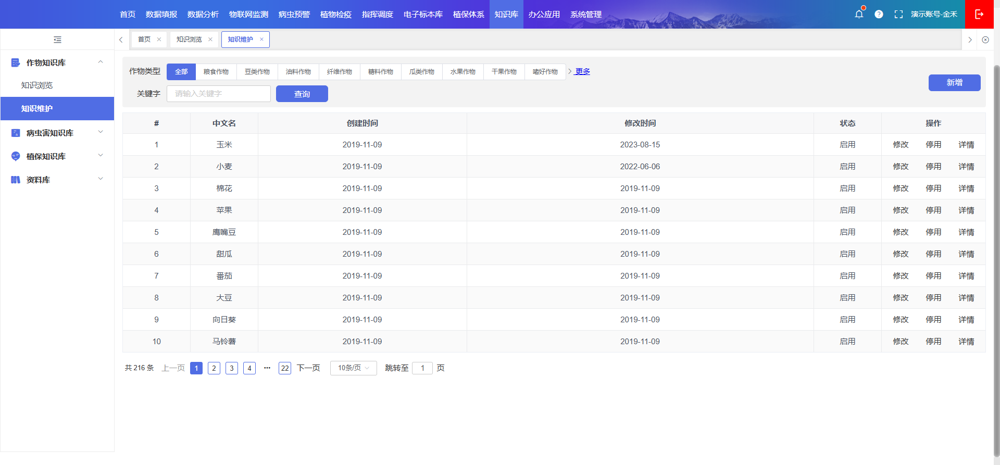 首页 数据填报 数据分析 物联网监测 病虫预警 植物检疫 指挥调度 电子标本库 植保体系 知识库 办公应用 系统管理 演示账号-金禾
首页 知识浏览 知识维护
作物知识库
知识浏览
知识维护
病虫害知识库
植保知识库
资料库
作物类型 全部 粮食作物 豆类作物 油料作物 纤维作物 糖料作物 瓜类作物 水果作物 干果作物 嗜好作物 更多
关键字 请输入关键字 查询 新增
# 中文名 创建时间 修改时间 状态 操作
1 玉米 2019-11-09 2023-08-15 启用 修改 停用 详情
2 小麦 2019-11-09 2022-06-06 启用 修改 停用 详情
3 棉花 2019-11-09 2019-11-09 启用 修改 停用 详情
4 苹果 2019-11-09 2019-11-09 启用 修改 停用 详情
5 鹰嘴豆 2019-11-09 2019-11-09 启用 修改 停用 详情
6 甜瓜 2019-11-09 2019-11-09 启用 修改 停用 详情
7 番茄 2019-11-09 2019-11-09 启用 修改 停用 详情
8 大豆 2019-11-09 2019-11-09 启用 修改 停用 详情
9 向日葵 2019-11-09 2019-11-09 启用 修改 停用 详情
10 马铃薯 2019-11-09 2019-11-09 启用 修改 停用 详情
共 216 条 上一页 1 2 3 4 ••• 22 下一页 10条/页 跳转至 1 页